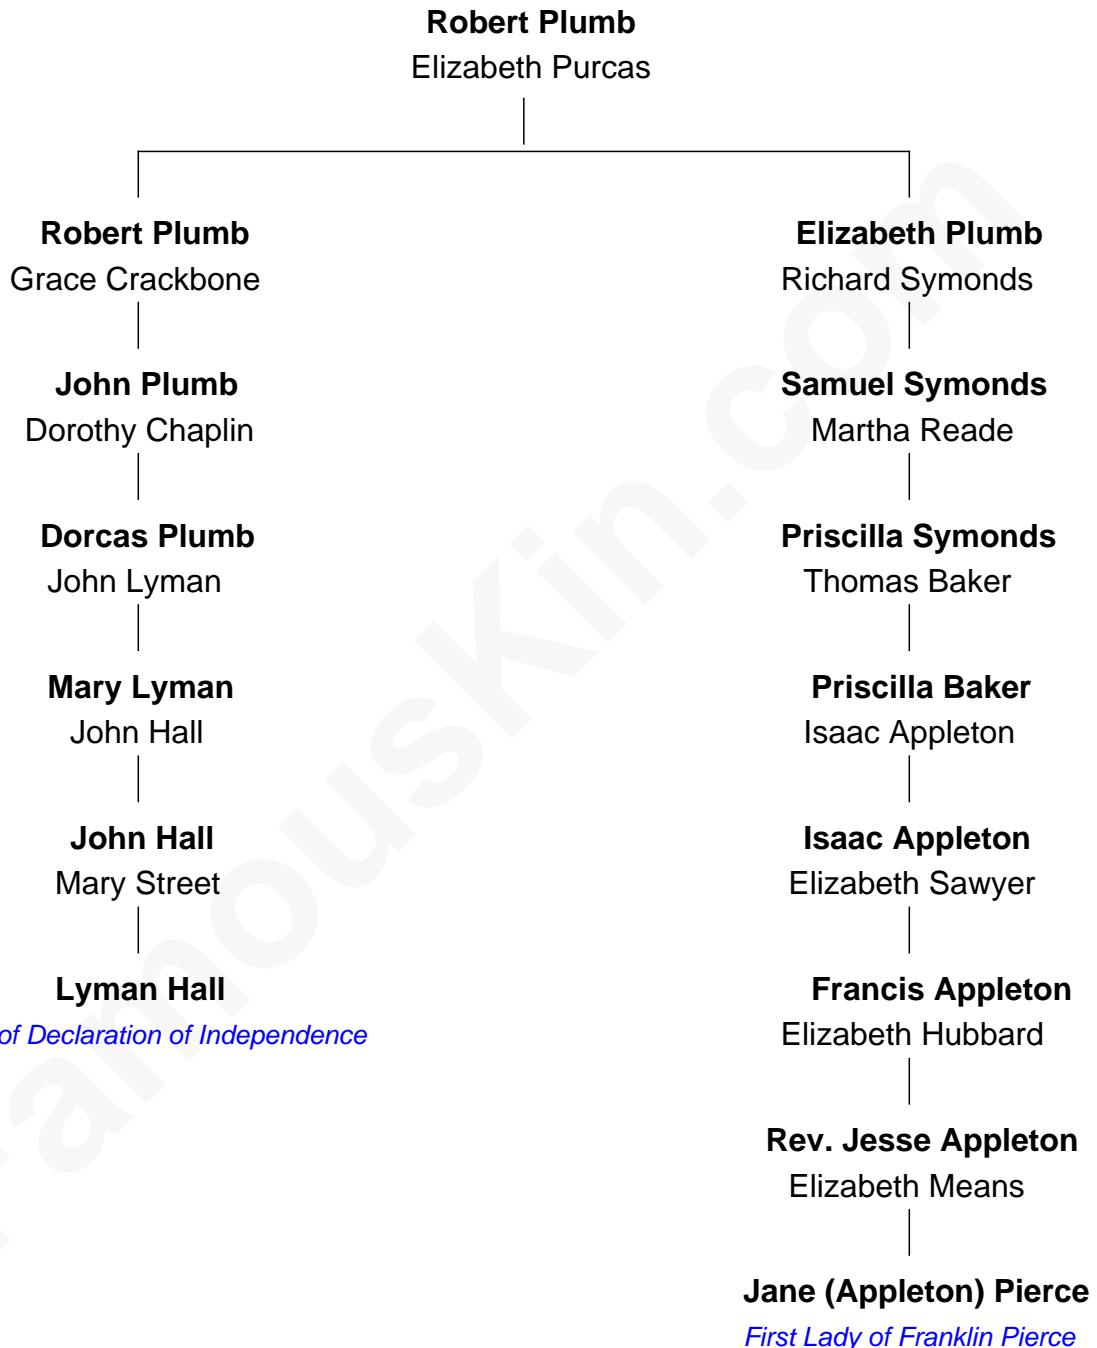 Robert Plumb
Elizabeth Purcas
Robert Plumb
Grace Crackbone
John Plumb
Dorothy Chaplin
Dorcas Plumb
John Lyman
Mary Lyman
John Hall
John Hall
Mary Street
Lyman Hall
of Declaration of Independence
Elizabeth Plumb
Richard Symonds
Samuel Symonds
Martha Reade
Priscilla Symonds
Thomas Baker
Priscilla Baker
Isaac Appleton
Isaac Appleton
Elizabeth Sawyer
Francis Appleton
Elizabeth Hubbard
Rev. Jesse Appleton
Elizabeth Means
Jane (Appleton) Pierce
First Lady of Franklin Pierce
FamousKin.com